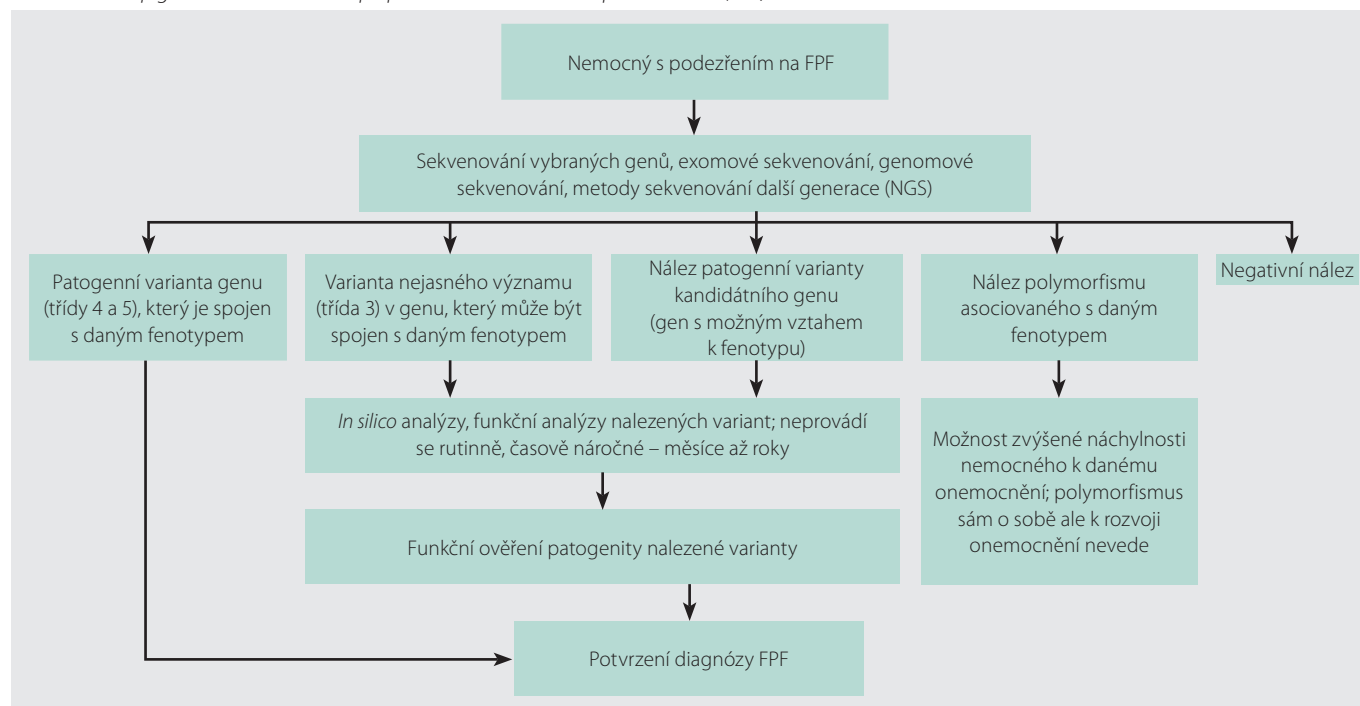 Nemocný s podezřením na FPF
Sekvenování vybraných genů, exomové sekvenování, genomové
sekvenování, metody sekvenování další generace (NGS)
Patogenní varianta genu
(třídy 4 a 5), který je spojen
s daným fenotypem
Varianta nejasného významu
(třída 3) v genu, který může být
spojen s daným fenotypem
Nález patogenní varianty
kandidátního genu
(gen s možným vztahem
k fenotypu)
Nález polymorfismu
asociovaného s daným
fenotypem
Negativní nález
In silico analýzy, funkční analýzy nalezených variant; neprovádí
se rutinně, časově náročné – měsíce až roky
Možnost zvýšené náchylnosti
nemocného k danému
onemocnění; polymorfismus
sám o sobě ale k rozvoji
onemocnění nevede
Funkční ověření patogenity nalezené varianty
Potvrzení diagnózy FPF